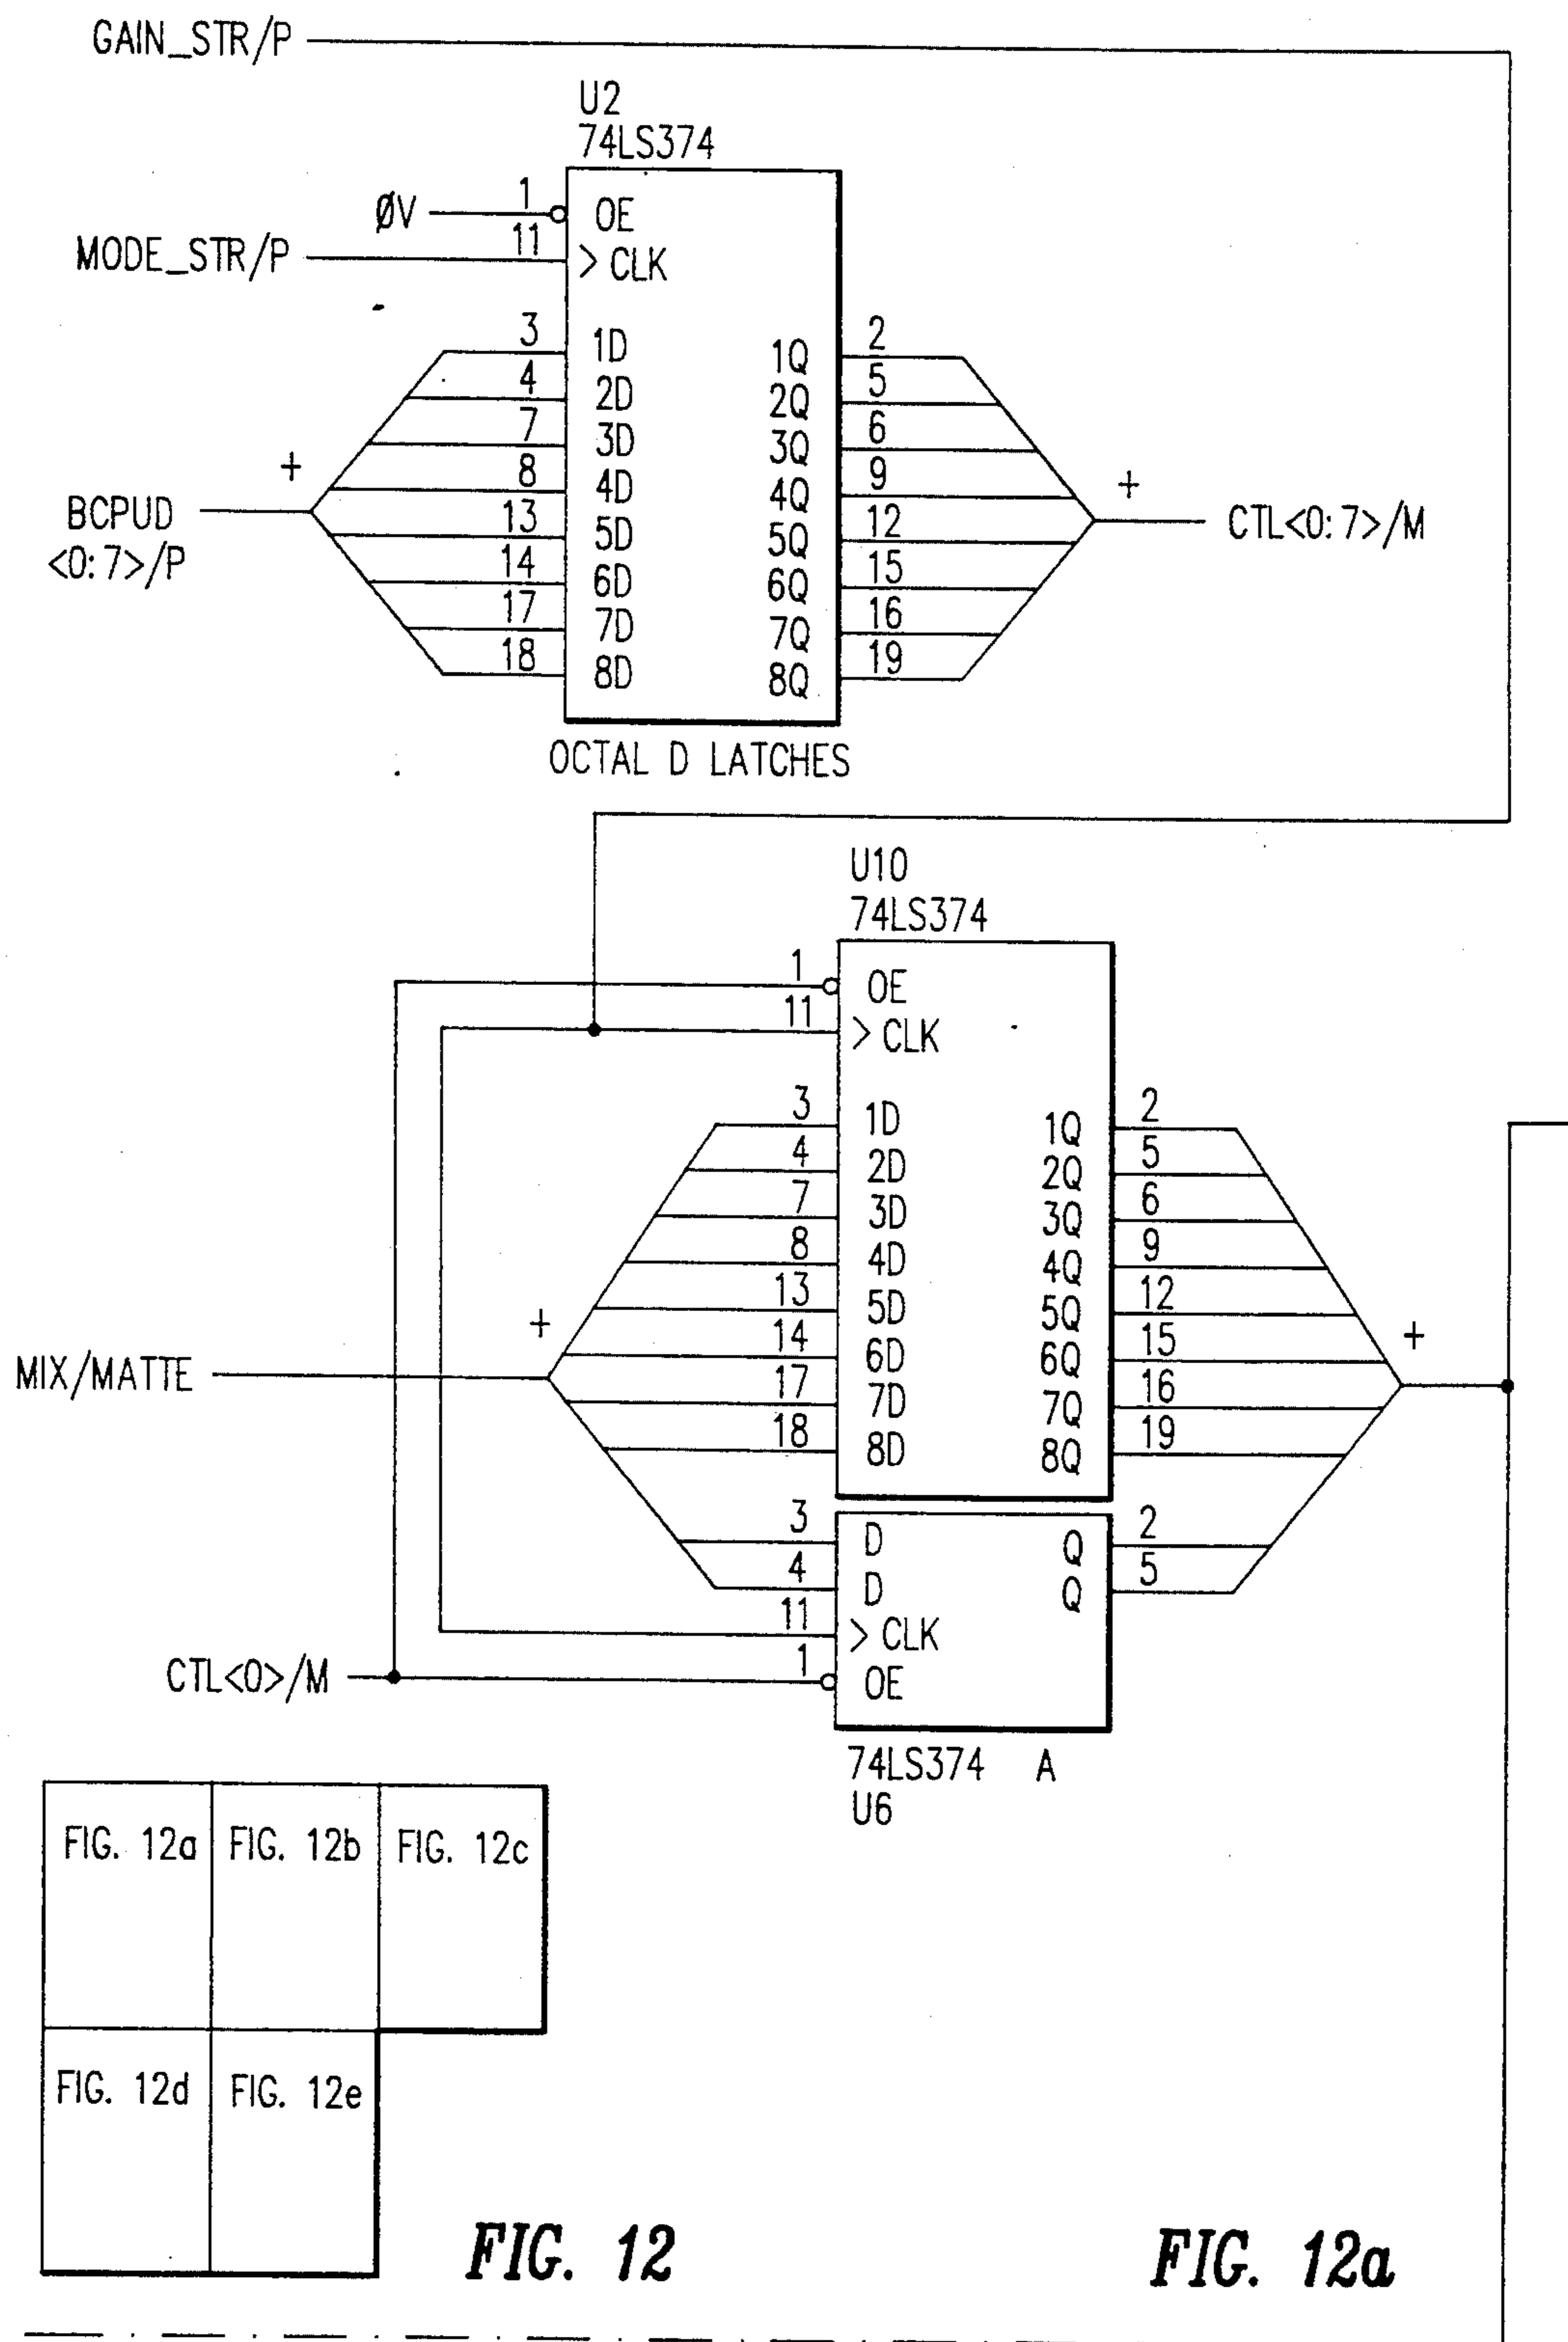 GAIN_STR/P
U2
74LS374
ØV 1 OE
MODE_STR/P 11 > CLK
3 1D 1Q 2
4 2D 2Q 5
7 3D 3Q 6
+ 8 4D 4Q 9 +
BCPUD 13 5D 5Q 12 CTL<0:7>/M
<0:7>/P 14 6D 6Q 15
17 7D 7Q 16
18 8D 8Q 19
OCTAL D LATCHES
U10
74LS374
1 OE
11 > CLK
3 1D 1Q 2
4 2D 2Q 5
7 3D 3Q 6
8 4D 4Q 9
13 5D 5Q 12
+ 14 6D 6Q 15 +
MIX/MATTE 17 7D 7Q 16
18 8D 8Q 19
3 D Q 2
4 D Q 5
11 > CLK
CTL<0>/M 1 OE
74LS374 A
U6
FIG. 12a FIG. 12b FIG. 12c
FIG. 12d FIG. 12e
FIG. 12 FIG. 12a